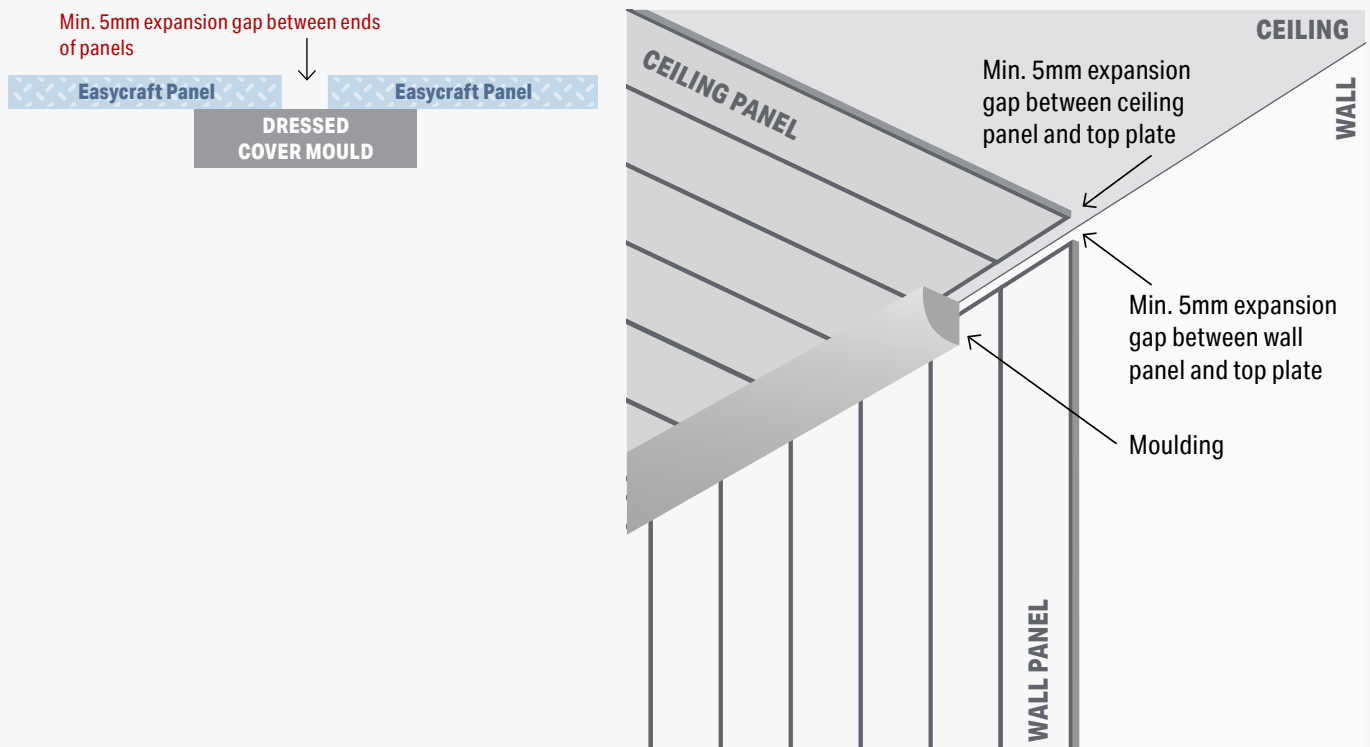 Min. 5mm expansion gap between ends
of panels
Easycraft Panel
Easycraft Panel
DRESSED
COVER MOULD
CEILING
WALL
CEILING PANEL
Min. 5mm expansion
gap between ceiling
panel and top plate
Min. 5mm expansion
gap between wall
panel and top plate
Moulding
WALL PANEL